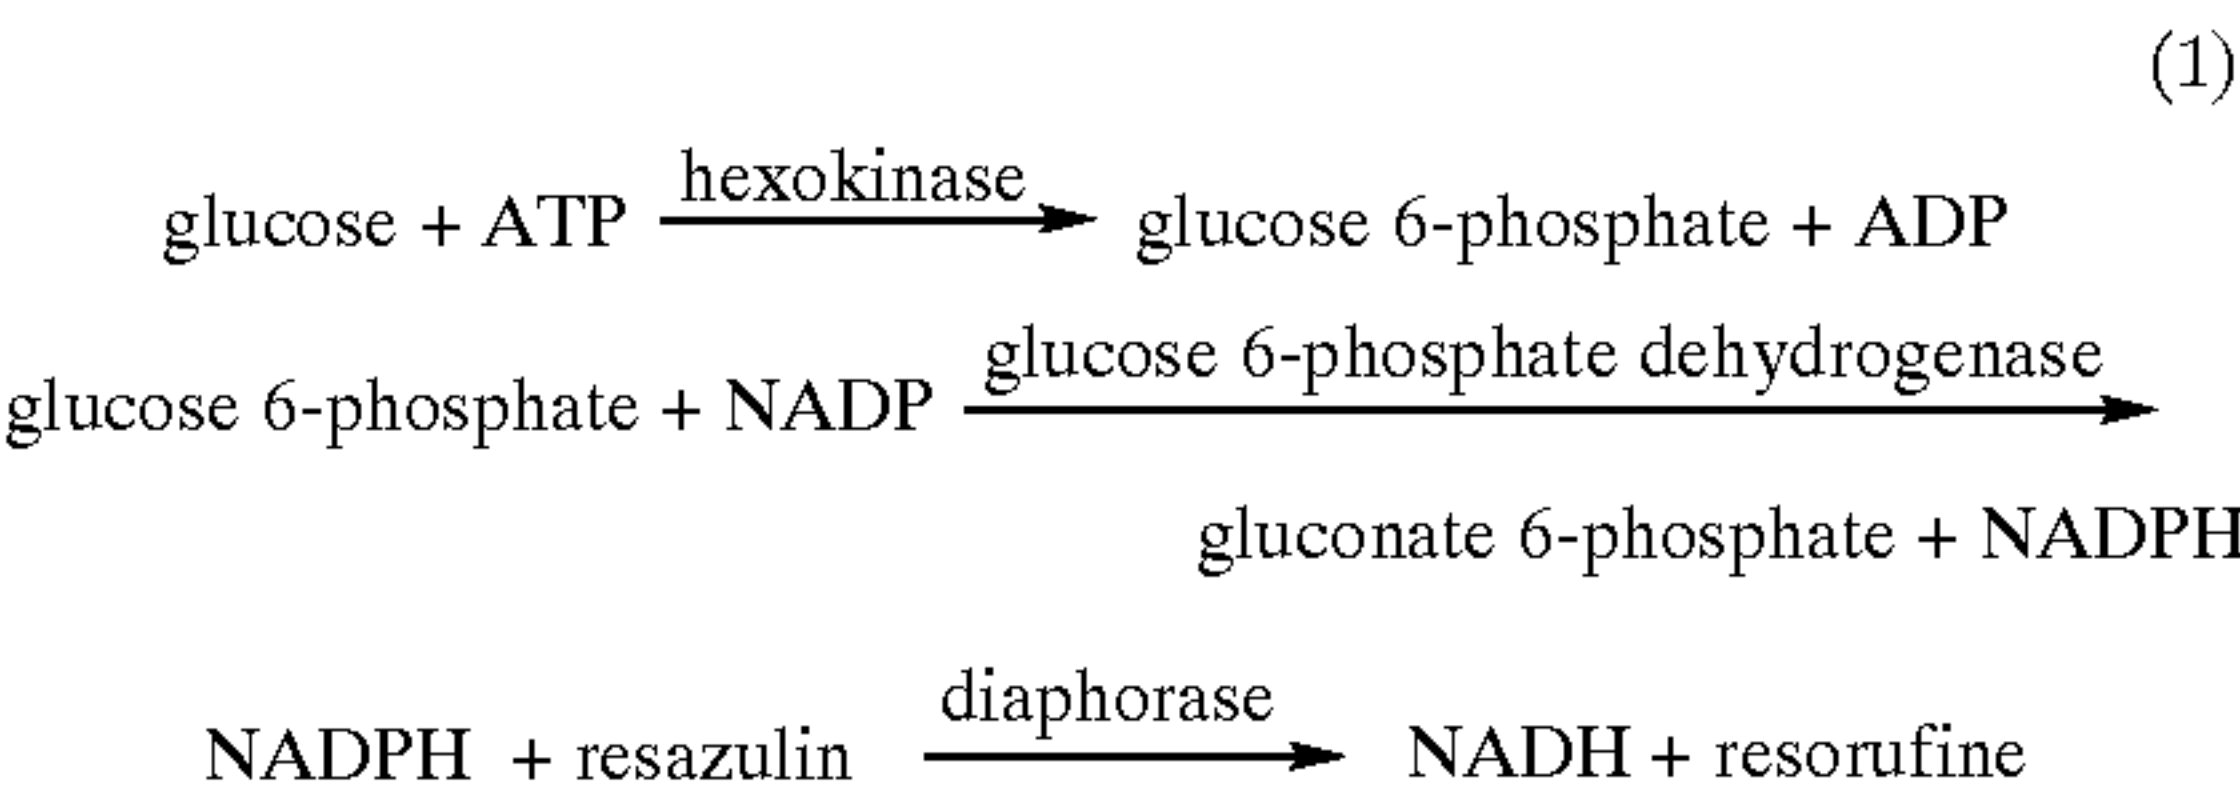 (1)
hexokinase
glucose + ATP ⟶ glucose 6-phosphate + ADP
glucose 6-phosphate dehydrogenase
glucose 6-phosphate + NADP ⟶
gluconate 6-phosphate + NADPH
diaphorase
NADPH + resazulin ⟶ NADH + resorufine